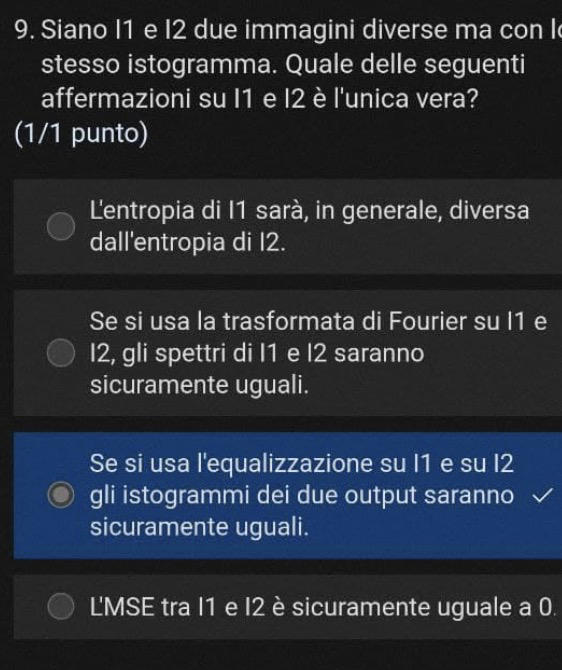 9. Siano I1 e I2 due immagini diverse ma con
stesso istogramma. Quale delle seguenti
affermazioni su I1 e I2 è l'unica vera?
(1/1 punto)
L'entropia di I1 sarà, in generale, diversa
dall'entropia di I2.
Se si usa la trasformata di Fourier su I1 e
I2, gli spettri di I1 e I2 saranno
sicuramente uguali.
Se si usa l'equalizzazione su I1 e su I2
gli istogrammi dei due output saranno
sicuramente uguali.
L'MSE tra I1 e I2 è sicuramente uguale a 0.